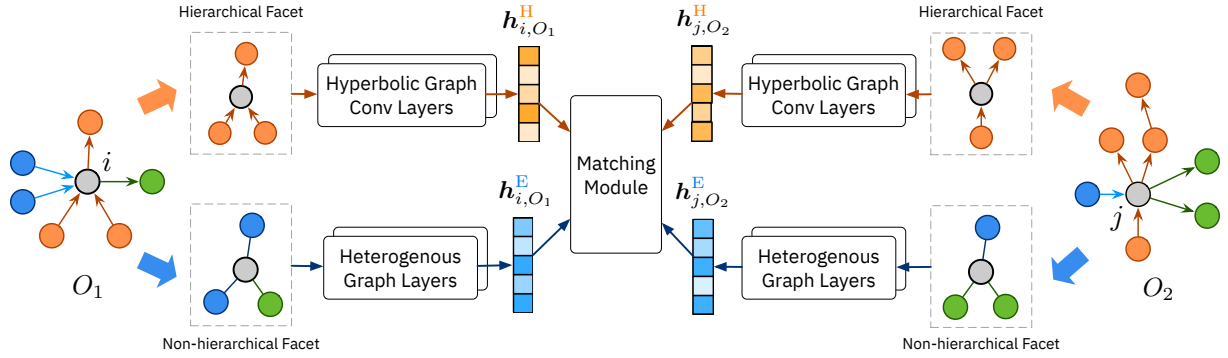 Hierarchical Facet
Hyperbolic Graph
Conv Layers
h^H_{i,O_1}
h^H_{j,O_2}
Hyperbolic Graph
Conv Layers
Hierarchical Facet
i
O_1
Matching
Module
j
O_2
Heterogenous
Graph Layers
h^E_{i,O_1}
h^E_{j,O_2}
Heterogenous
Graph Layers
Non-hierarchical Facet
Non-hierarchical Facet